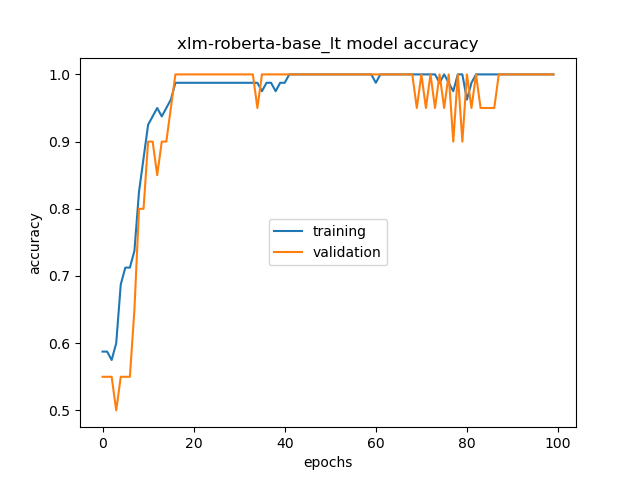 xlm-roberta-base_lt model accuracy
1.0
0.9
0.8
0.7
0.6
0.5
accuracy
training
validation
0 20 40 60 80 100
epochs